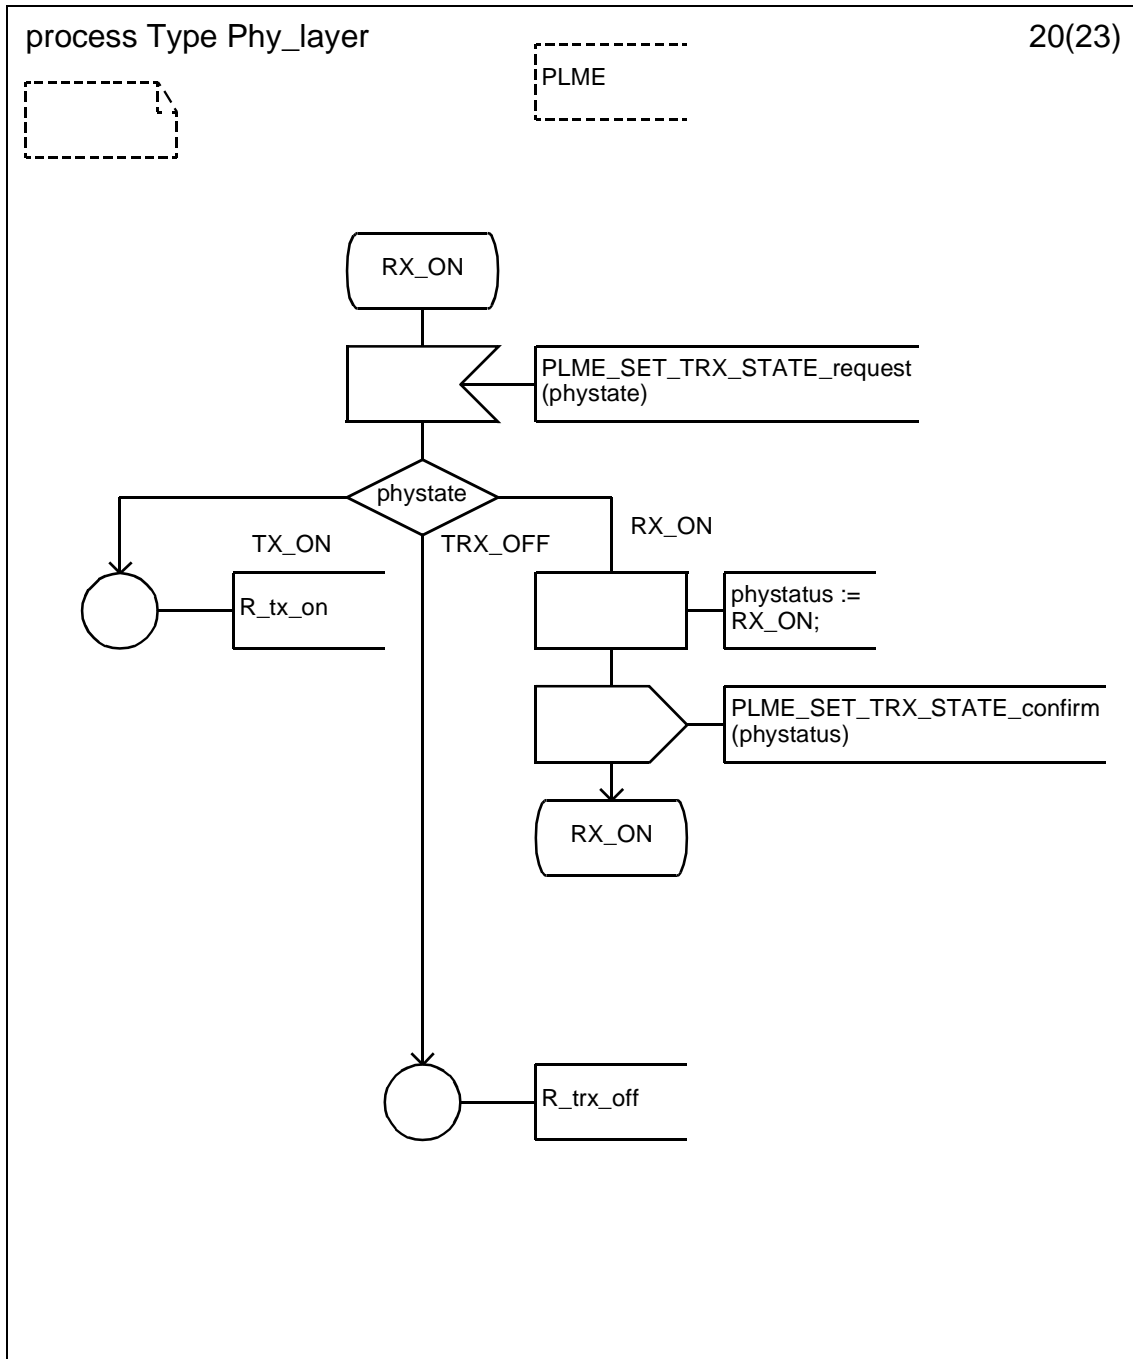 process Type Phy_layer
20(23)
PLME
RX_ON
PLME_SET_TRX_STATE_request
(phystate)
phystate
TX_ON
TRX_OFF
RX_ON
R_tx_on
phystatus :=
RX_ON;
PLME_SET_TRX_STATE_confirm
(phystatus)
RX_ON
R_trx_off